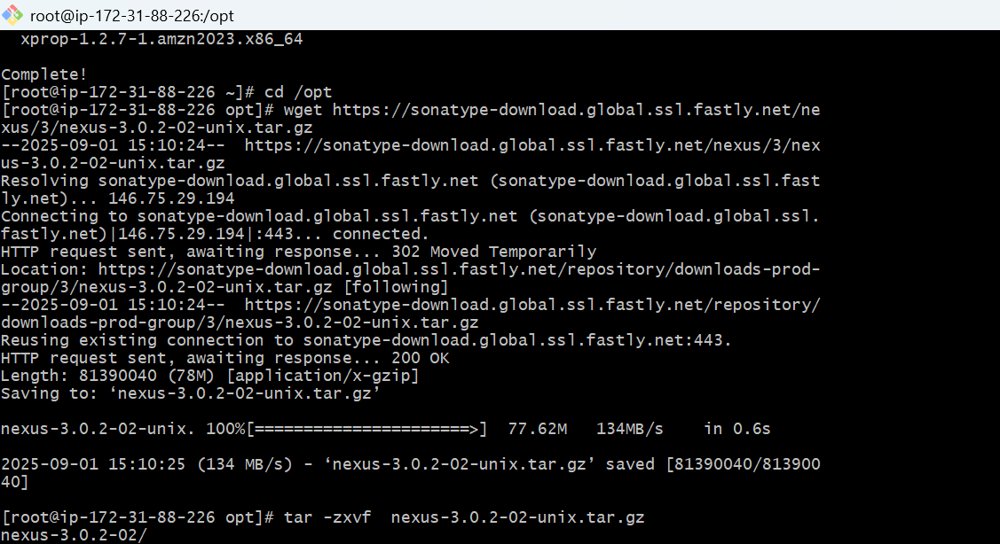 root@ip-172-31-88-226:/opt
xprop-1.2.7-1.amzn2023.x86_64
Complete!
[root@ip-172-31-88-226 ~]# cd /opt
[root@ip-172-31-88-226 opt]# wget https://sonatype-download.global.ssl.fastly.net/ne
xus/3/nexus-3.0.2-02-unix.tar.gz
--2025-09-01 15:10:24--  https://sonatype-download.global.ssl.fastly.net/nexus/3/nex
us-3.0.2-02-unix.tar.gz
Resolving sonatype-download.global.ssl.fastly.net (sonatype-download.global.ssl.fast
ly.net)... 146.75.29.194
Connecting to sonatype-download.global.ssl.fastly.net (sonatype-download.global.ssl.
fastly.net)|146.75.29.194|:443... connected.
HTTP request sent, awaiting response... 302 Moved Temporarily
Location: https://sonatype-download.global.ssl.fastly.net/repository/downloads-prod-
group/3/nexus-3.0.2-02-unix.tar.gz [following]
--2025-09-01 15:10:24--  https://sonatype-download.global.ssl.fastly.net/repository/
downloads-prod-group/3/nexus-3.0.2-02-unix.tar.gz
Reusing existing connection to sonatype-download.global.ssl.fastly.net:443.
HTTP request sent, awaiting response... 200 OK
Length: 81390040 (78M) [application/x-gzip]
Saving to: ‘nexus-3.0.2-02-unix.tar.gz’
nexus-3.0.2-02-unix. 100%[======================>]  77.62M   134MB/s    in 0.6s
2025-09-01 15:10:25 (134 MB/s) - ‘nexus-3.0.2-02-unix.tar.gz’ saved [81390040/813900
40]
[root@ip-172-31-88-226 opt]# tar -zxvf  nexus-3.0.2-02-unix.tar.gz
nexus-3.0.2-02/